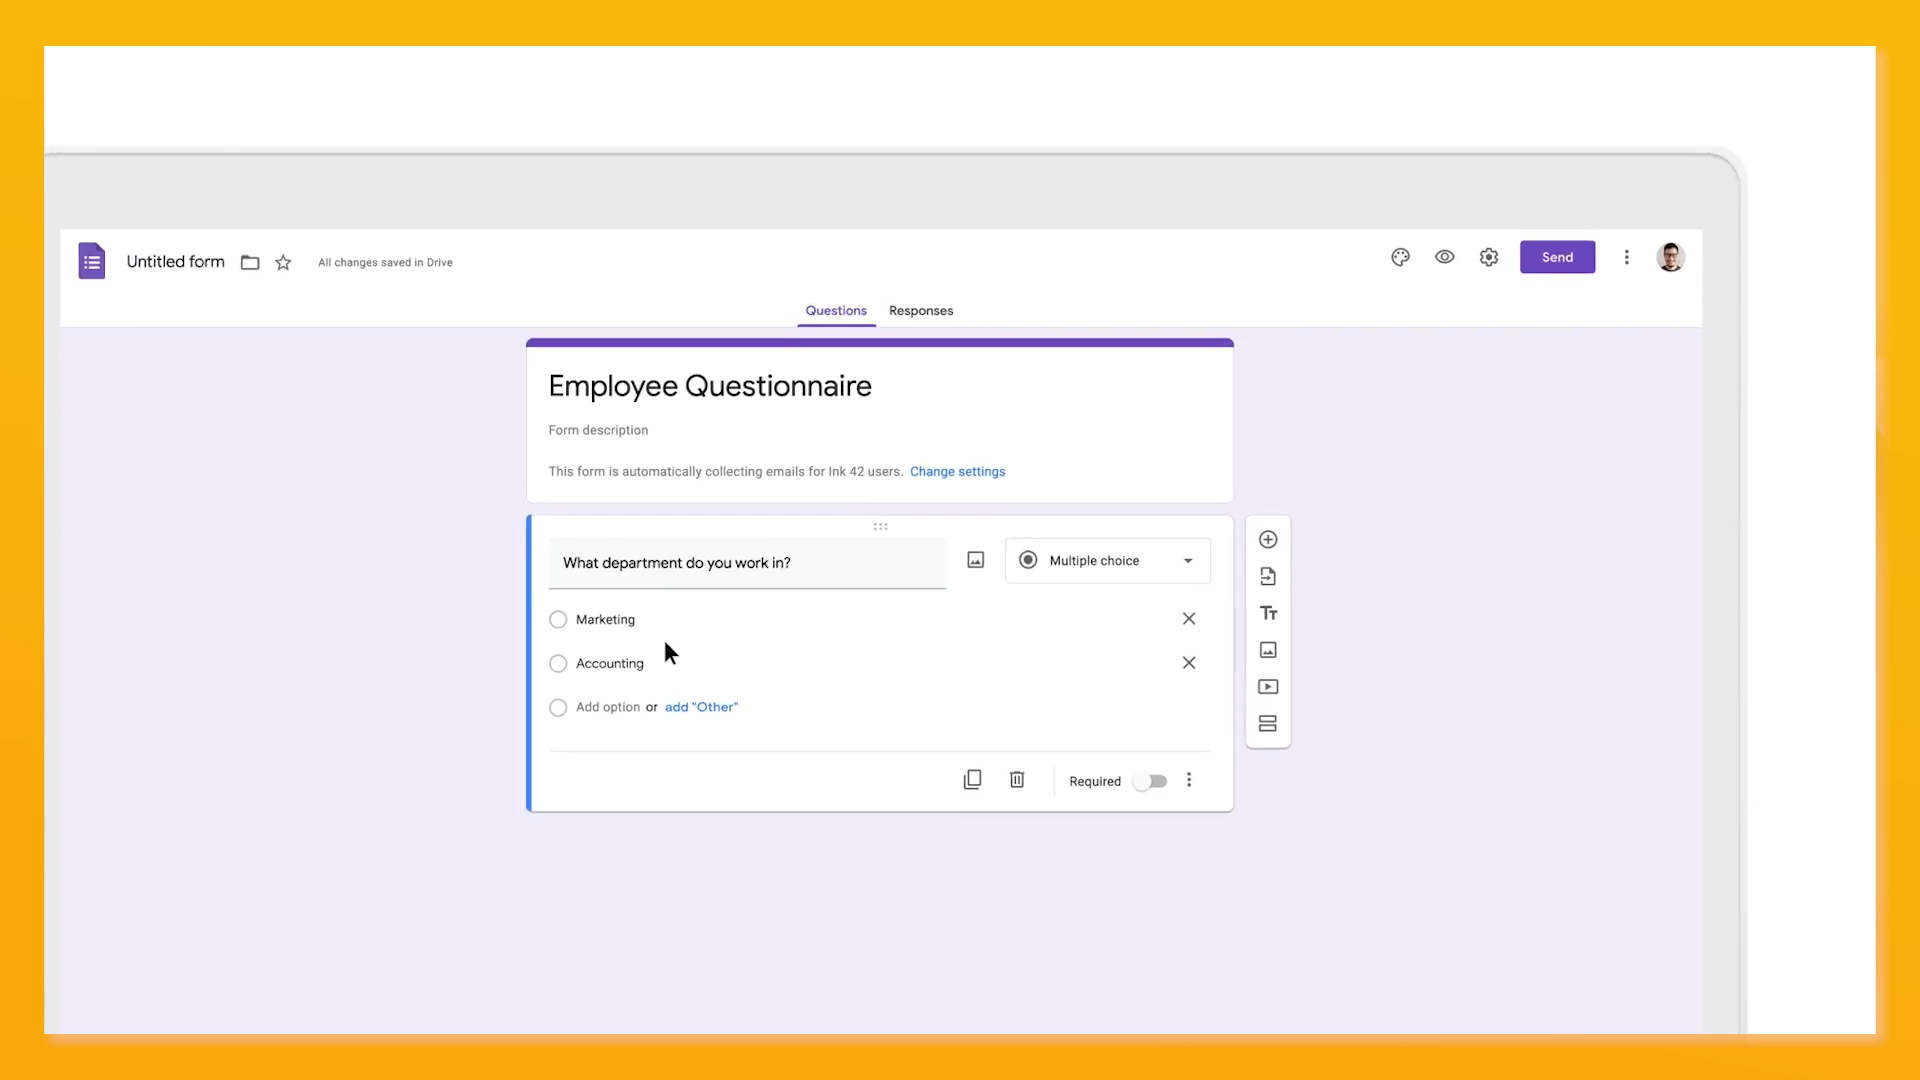 Untitled form
All changes saved in Drive
Send
Questions Responses
Employee Questionnaire
Form description
This form is automatically collecting emails for Ink 42 users. Change settings
What department do you work in?
Multiple choice
Marketing
Accounting
Add option or add "Other"
Required
Tт